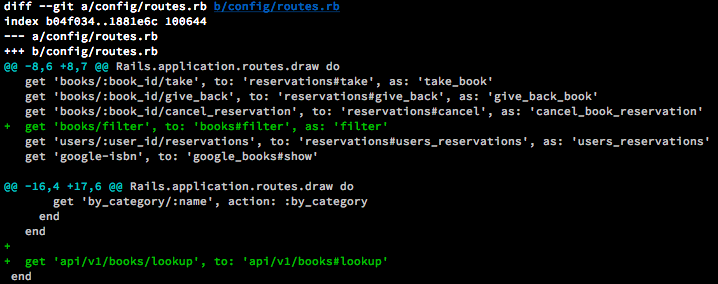 diff --git a/config/routes.rb b/config/routes.rb
index b04f034..1881e6c 100644
--- a/config/routes.rb
+++ b/config/routes.rb
@@ -8,6 +8,7 @@ Rails.application.routes.draw do
   get 'books/:book_id/take', to: 'reservations#take', as: 'take_book'
   get 'books/:book_id/give_back', to: 'reservations#give_back', as: 'give_back_book'
   get 'books/:book_id/cancel_reservation', to: 'reservations#cancel', as: 'cancel_book_reservation'
+  get 'books/filter', to: 'books#filter', as: 'filter'
   get 'users/:user_id/reservations', to: 'reservations#users_reservations', as: 'users_reservations'
   get 'google-isbn', to: 'google_books#show'
@@ -16,4 +17,6 @@ Rails.application.routes.draw do
       get 'by_category/:name', action: :by_category
     end
   end
+
+  get 'api/v1/books/lookup', to: 'api/v1/books#lookup'
 end